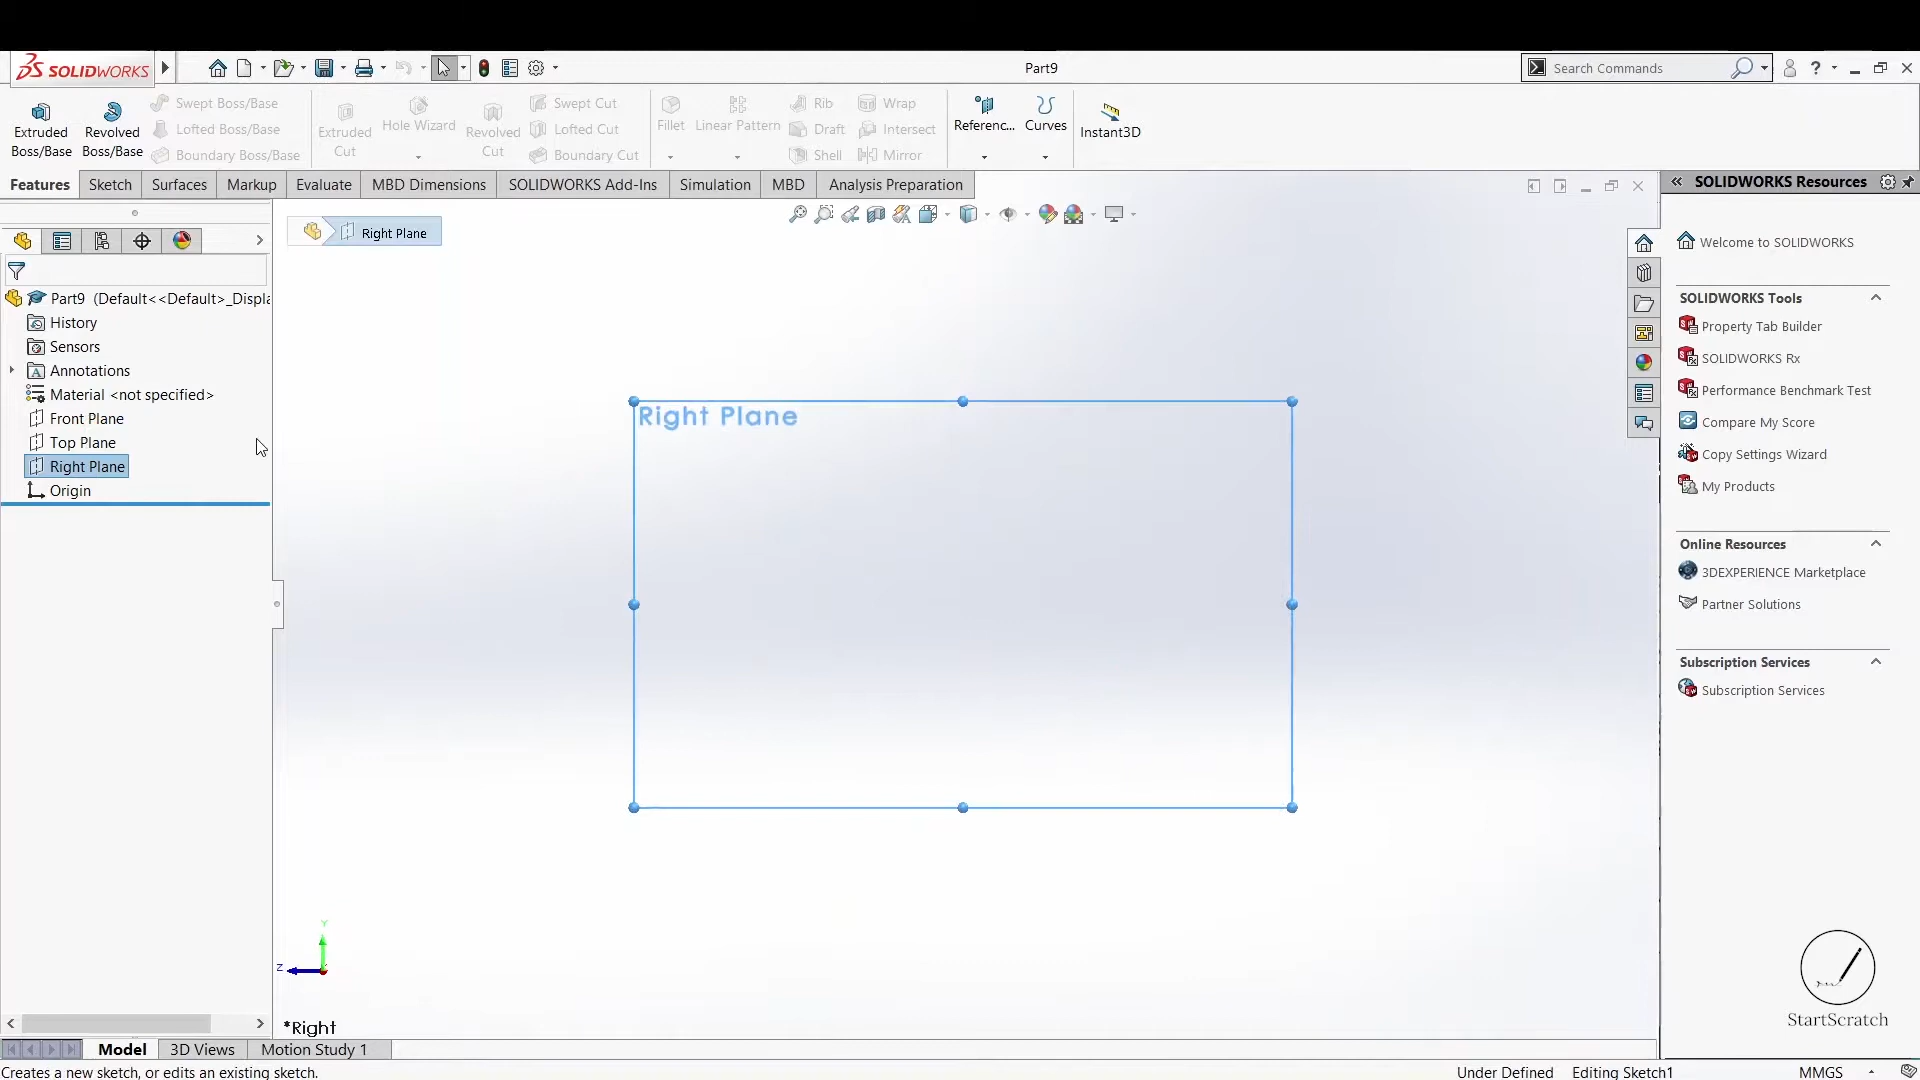 SOLIDWORKS
Part9
Search Commands
?
Extruded Boss/Base
Revolved Boss/Base
Swept Boss/Base
Lofted Boss/Base
Boundary Boss/Base
Extruded Cut
Hole Wizard
Revolved Cut
Swept Cut
Lofted Cut
Boundary Cut
Fillet
Linear Pattern
Rib
Draft
Shell
Wrap
Intersect
Mirror
Referenc...
Curves
Instant3D
Features
Sketch
Surfaces
Markup
Evaluate
MBD Dimensions
SOLIDWORKS Add-Ins
Simulation
MBD
Analysis Preparation
Right Plane
Part9 (Default<<Default>_Displa
History
Sensors
Annotations
Material <not specified>
Front Plane
Top Plane
Right Plane
Origin
Right Plane
Y
Z
*Right
SOLIDWORKS Resources
Welcome to SOLIDWORKS
SOLIDWORKS Tools
Property Tab Builder
SOLIDWORKS Rx
Performance Benchmark Test
Compare My Score
Copy Settings Wizard
My Products
Online Resources
3DEXPERIENCE Marketplace
Partner Solutions
Subscription Services
Subscription Services
StartScratch
Model
3D Views
Motion Study 1
Creates a new sketch, or edits an existing sketch.
Under Defined
Editing Sketch1
MMGS